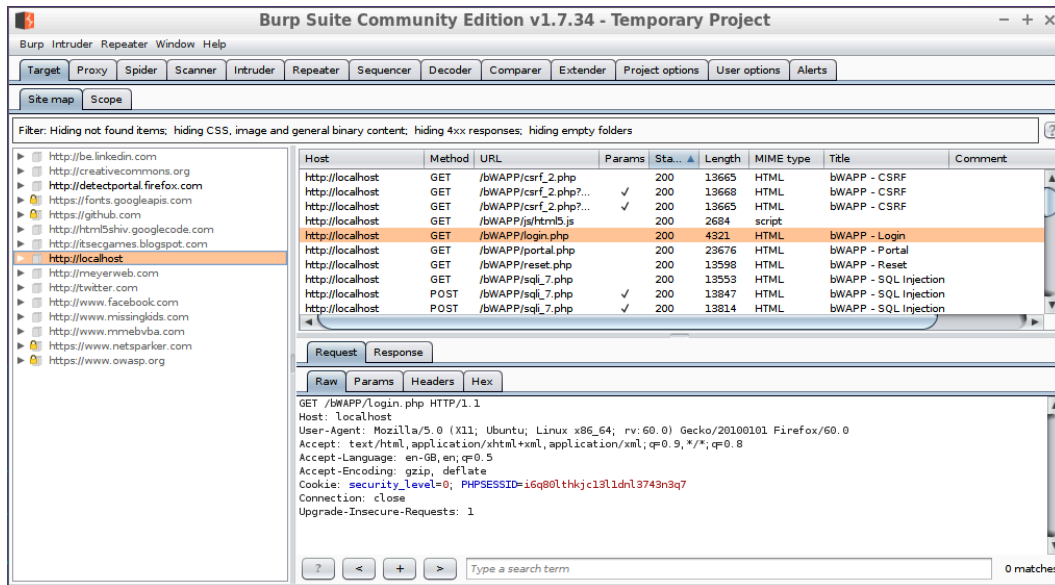 Burp Suite Community Edition v1.7.34 - Temporary Project
Burp Intruder Repeater Window Help
Target Proxy Spider Scanner Intruder Repeater Sequencer Decoder Comparer Extender Project options User options Alerts
Site map Scope
Filter: Hiding not found items; hiding CSS, image and general binary content; hiding 4xx responses; hiding empty folders ?
http://be.linkedin.com
http://creativecommons.org
http://detectportal.firefox.com
https://fonts.googleapis.com
https://github.com
http://html5shiv.googlecode.com
http://itsecgames.blogspot.com
http://localhost
http://meyerweb.com
http://twitter.com
http://www.facebook.com
http://www.missingkids.com
http://www.mmebvba.com
https://www.netsparker.com
https://www.owasp.org
Host Method URL Params Sta... Length MIME type Title Comment
http://localhost GET /bWAPP/csrf_2.php 200 13665 HTML bWAPP - CSRF
http://localhost GET /bWAPP/csrf_2.php?... ✓ 200 13668 HTML bWAPP - CSRF
http://localhost GET /bWAPP/csrf_2.php?... ✓ 200 13665 HTML bWAPP - CSRF
http://localhost GET /bWAPP/js/html5.js 200 2684 script
http://localhost GET /bWAPP/login.php 200 4321 HTML bWAPP - Login
http://localhost GET /bWAPP/portal.php 200 23676 HTML bWAPP - Portal
http://localhost GET /bWAPP/reset.php 200 13598 HTML bWAPP - Reset
http://localhost GET /bWAPP/sqli_7.php 200 13553 HTML bWAPP - SQL Injection
http://localhost POST /bWAPP/sqli_7.php ✓ 200 13847 HTML bWAPP - SQL Injection
http://localhost POST /bWAPP/sqli_7.php ✓ 200 13814 HTML bWAPP - SQL Injection
Request Response
Raw Params Headers Hex
GET /bWAPP/login.php HTTP/1.1
Host: localhost
User-Agent: Mozilla/5.0 (X11; Ubuntu; Linux x86_64; rv:60.0) Gecko/20100101 Firefox/60.0
Accept: text/html,application/xhtml+xml,application/xml;q=0.9,*/*;q=0.8
Accept-Language: en-GB,en;q=0.5
Accept-Encoding: gzip, deflate
Cookie: security_level=0; PHPSESSID=i6q80lthkjc13l1dnl3743n3q7
Connection: close
Upgrade-Insecure-Requests: 1
? < + > Type a search term 0 matches